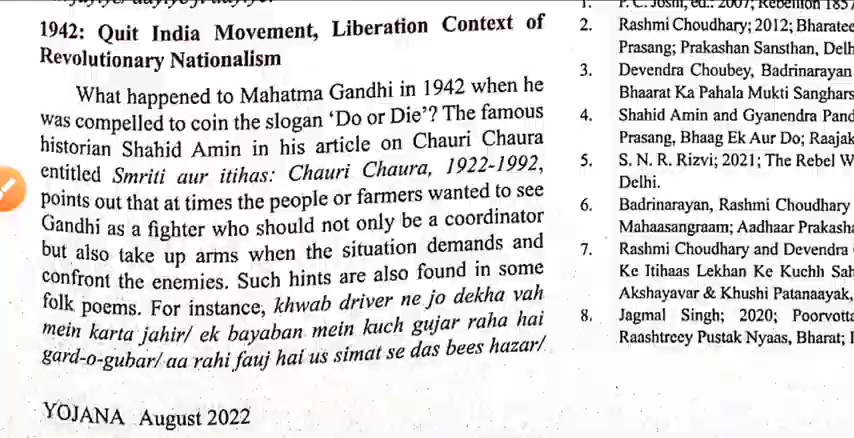 1942: Quit India Movement, Liberation Context of
Revolutionary Nationalism
What happened to Mahatma Gandhi in 1942 when he
was compelled to coin the slogan ‘Do or Die’? The famous
historian Shahid Amin in his article on Chauri Chaura
entitled Smriti aur itihas: Chauri Chaura, 1922-1992,
points out that at times the people or farmers wanted to see
Gandhi as a fighter who should not only be a coordinator
but also take up arms when the situation demands and
confront the enemies. Such hints are also found in some
folk poems. For instance, khwab driver ne jo dekha vah
mein karta jahir/ ek bayaban mein kuch gujar raha hai
gard-o-gubar/ aa rahi fauj hai us simat se das bees hazar/
YOJANA August 2022
1. P. C. Joshi, ed.: 2007; Rebellion 1857
2. Rashmi Choudhary; 2012;
Prasang; Prakashan Sansthan,
3. Devendra Choubey, Badrinarayan
Bhaarat Ka Pahala Mukti
4. Shahid Amin and Gyanendra
Prasang, Bhaag Ek Aur Do;
5. S. N. R. Rizvi; 2021; The Rebel
Delhi.
6. Badrinarayan, Rashmi Choudhary
Mahaasangraam; Aadhaar
7. Rashmi Choudhary and Devendra
Ke Itihaas Lekhan Ke Kuchh
Akshayavar & Khushi Patanaayak,
8. Jagmal Singh; 2020;
Raashtreey Pustak Nyaas, Bharat;